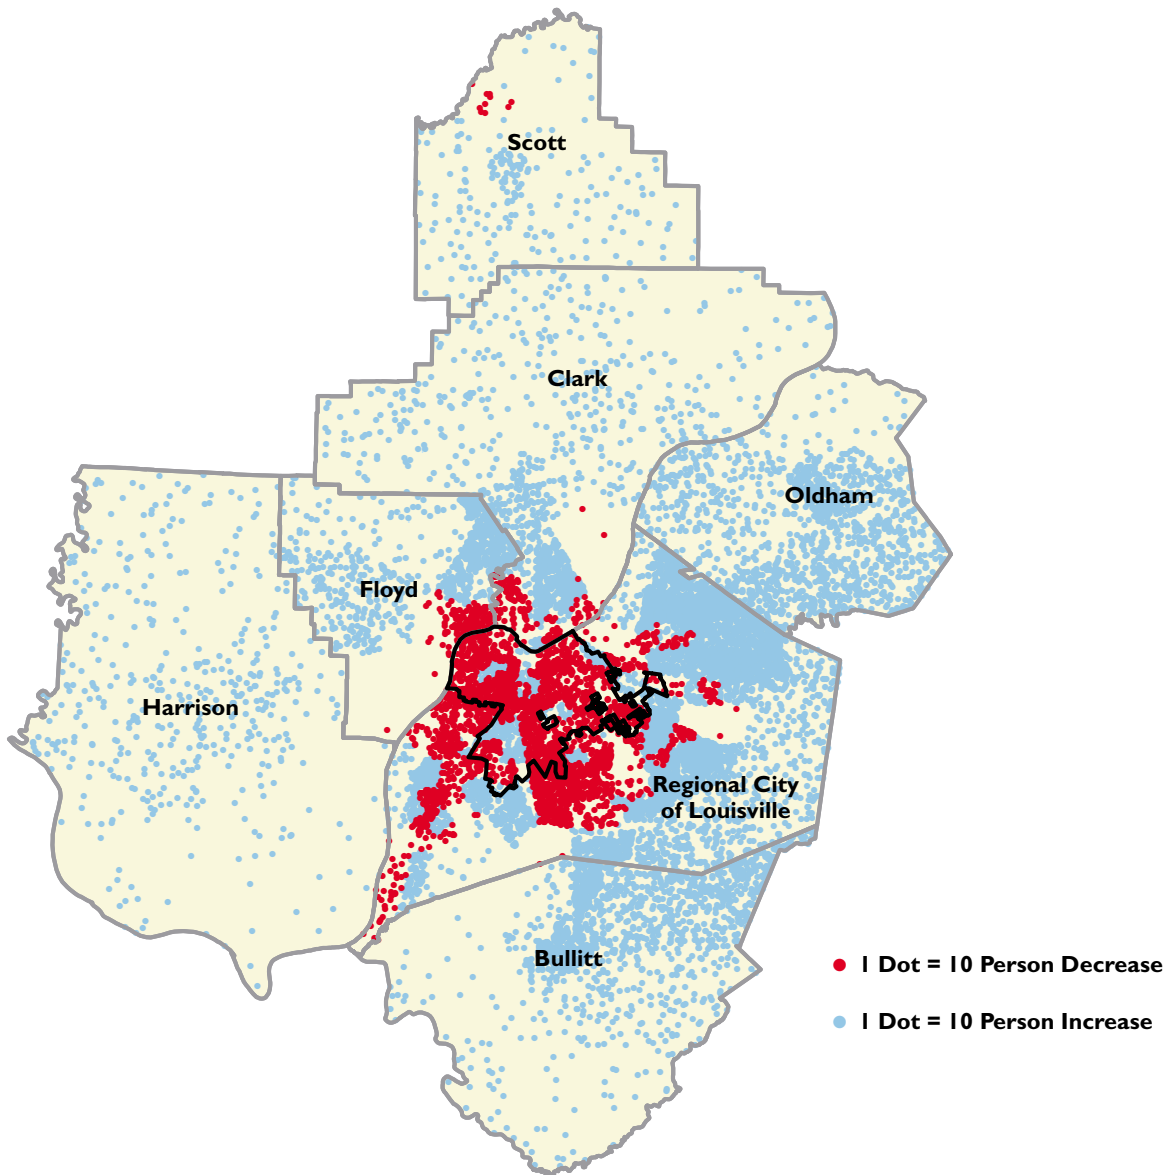 Scott
Clark
Oldham
Floyd
Harrison
Regional City
of Louisville
Bullitt
1 Dot = 10 Person Decrease
1 Dot = 10 Person Increase